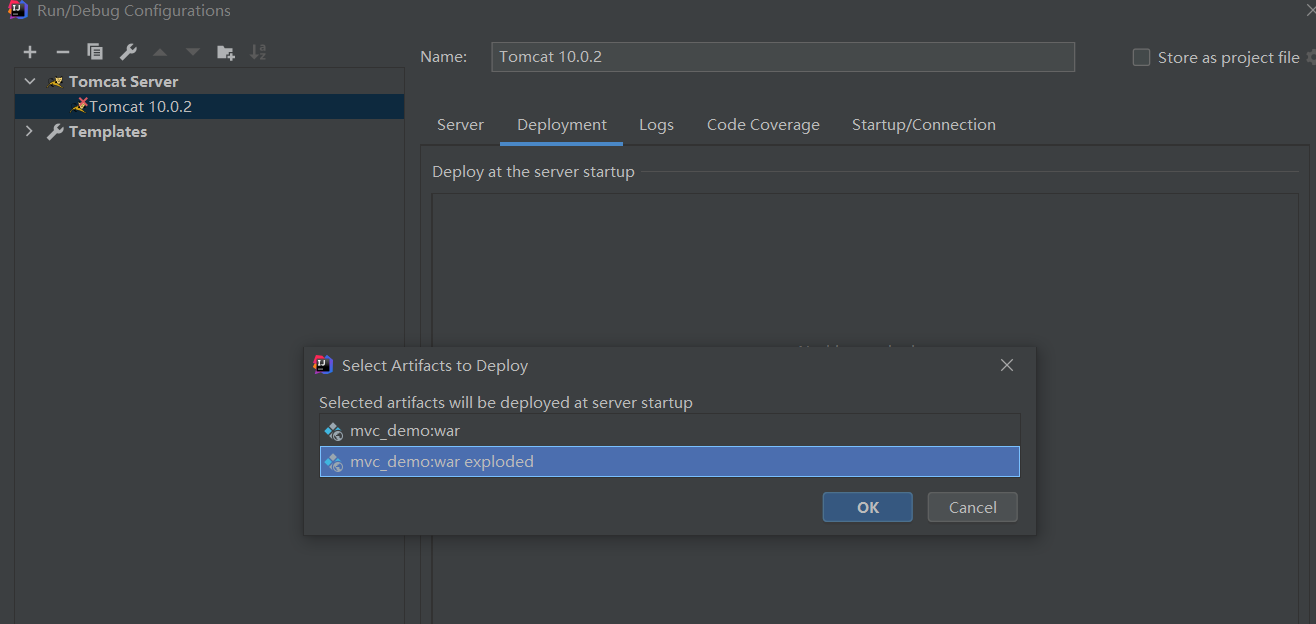 Run/Debug Configurations
Name:
Tomcat 10.0.2
Store as project file
Tomcat Server
Tomcat 10.0.2
Templates
Server
Deployment
Logs
Code Coverage
Startup/Connection
Deploy at the server startup
Select Artifacts to Deploy
Selected artifacts will be deployed at server startup
mvc_demo:war
mvc_demo:war exploded
OK
Cancel